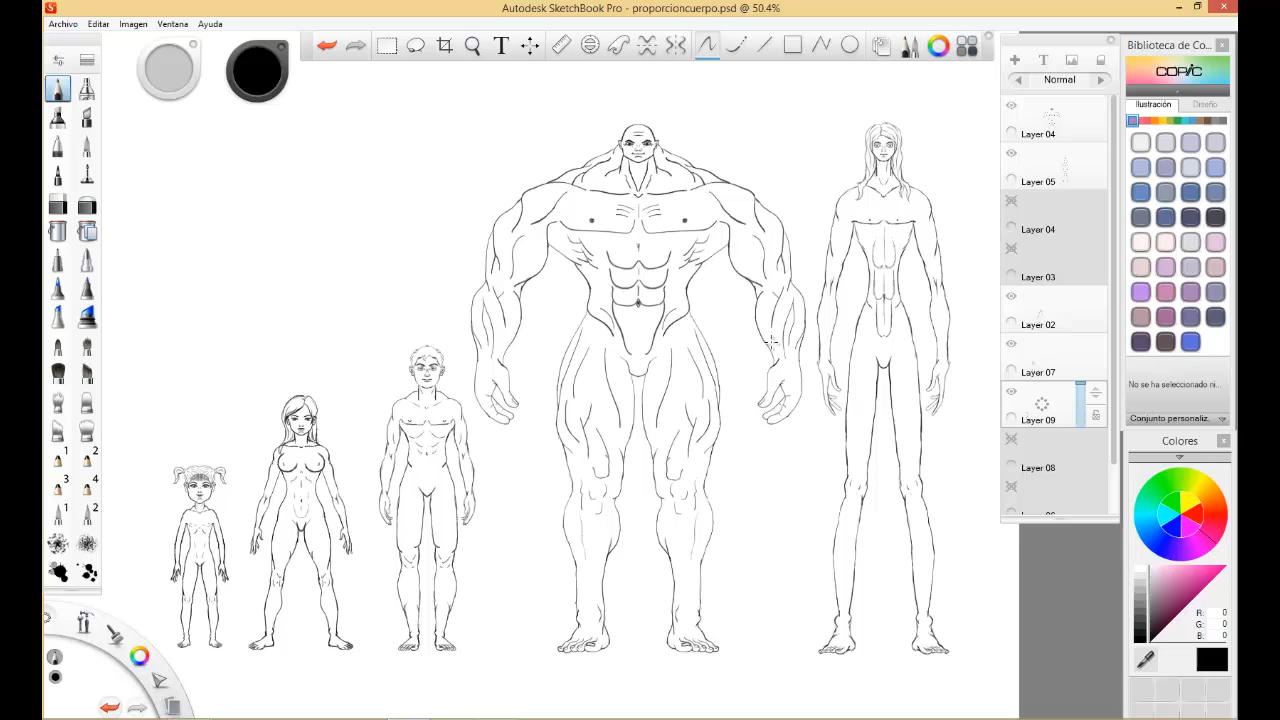 Autodesk SketchBook Pro - proporcioncuerpo.psd @ 50.4%
Archivo Editar Imagen Ventana Ayuda
T
T
Normal
Layer 04
Layer 05
Layer 04
Layer 03
Layer 02
Layer 07
Layer 09
Layer 08
1 2
3 4
1 2
Biblioteca de Co...
COPIC
Ilustración Diseño
No se ha seleccionado ni...
Conjunto personaliz.
Colores
R: 0
G: 0
B: 0